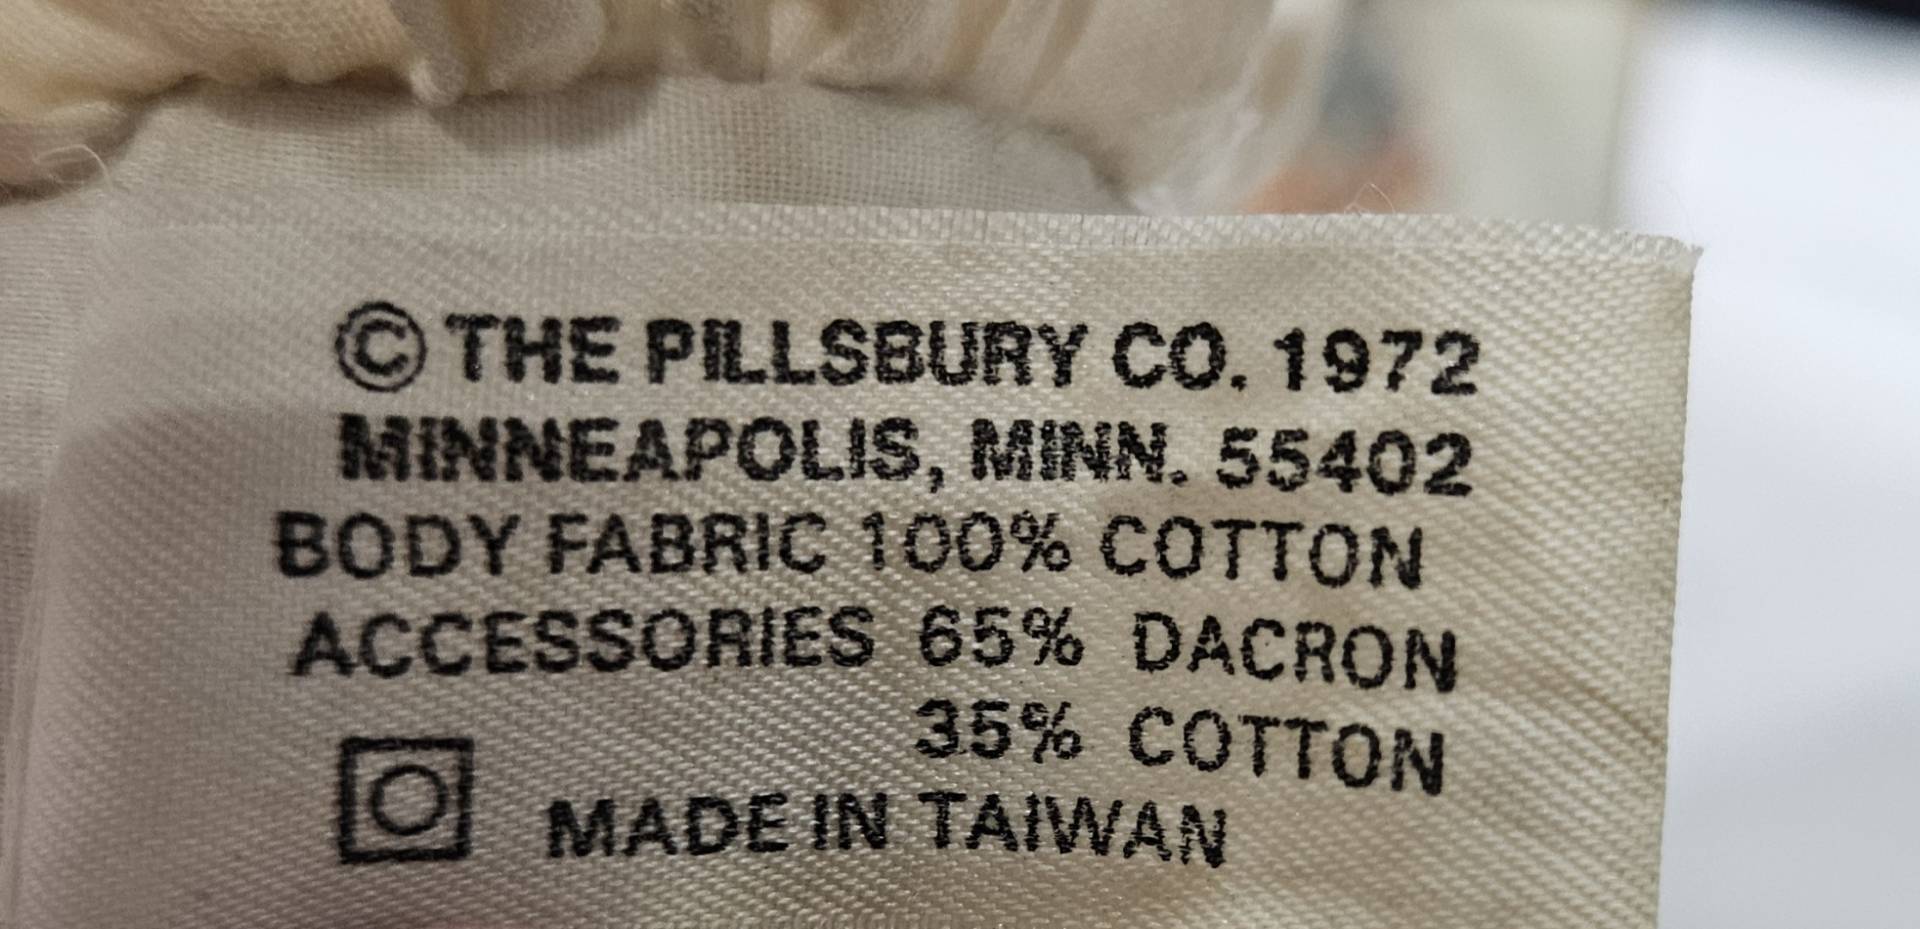 © THE PILLSBURY CO. 1972
MINNEAPOLIS, MINN. 55402
BODY FABRIC 100% COTTON
ACCESSORIES 65% DACRON
35% COTTON
MADE IN TAIWAN